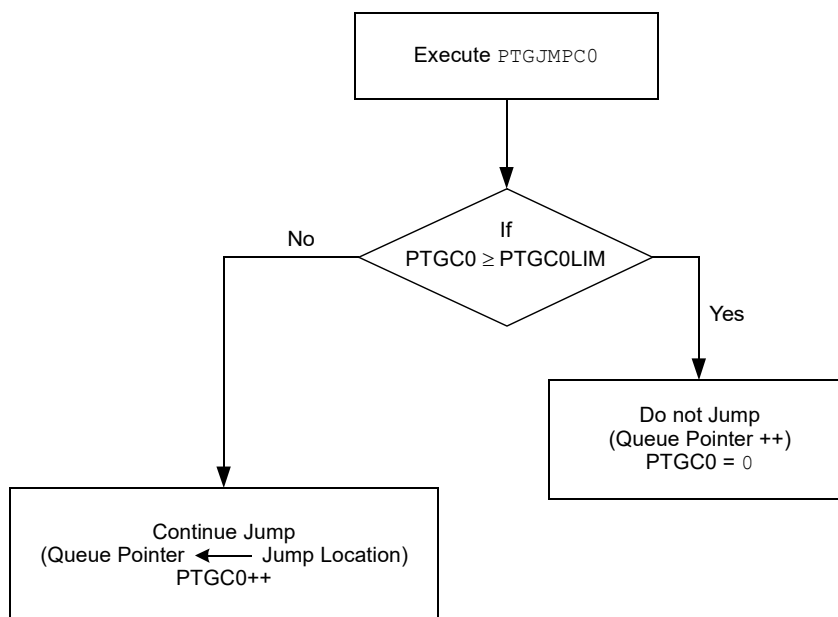 Execute PTGJMPC0
If
PTGC0 ≥ PTGC0LIM
No
Yes
Do not Jump
(Queue Pointer ++)
PTGC0 = 0
Continue Jump
(Queue Pointer ← Jump Location)
PTGC0++